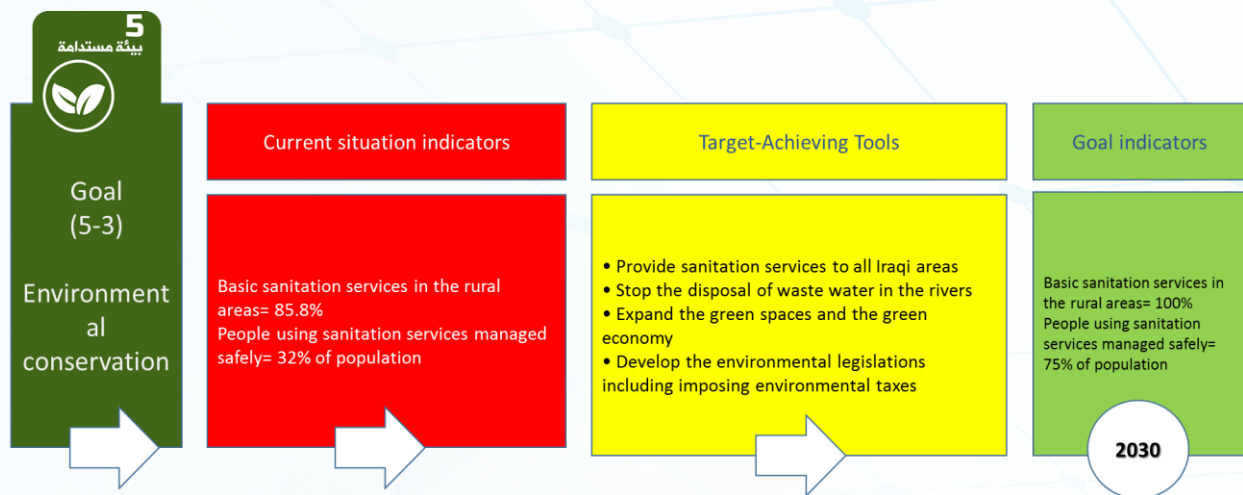 5
بيئة مستدامة
Goal
(5-3)
Environment
al
conservation
Current situation indicators
Basic sanitation services in the rural
areas= 85.8%
People using sanitation services managed
safely= 32% of population
Target-Achieving Tools
• Provide sanitation services to all Iraqi areas
• Stop the disposal of waste water in the rivers
• Expand the green spaces and the green
economy
• Develop the environmental legislations
including imposing environmental taxes
Goal indicators
Basic sanitation services in
the rural areas= 100%
People using sanitation
services managed safely=
75% of population
2030